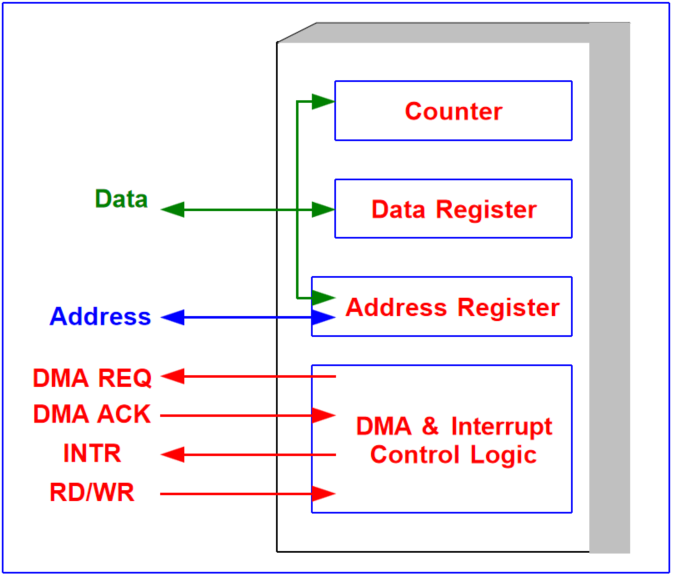 Counter
Data
Data Register
Address
Address Register
DMA REQ
DMA ACK
INTR
RD/WR
DMA & Interrupt
Control Logic